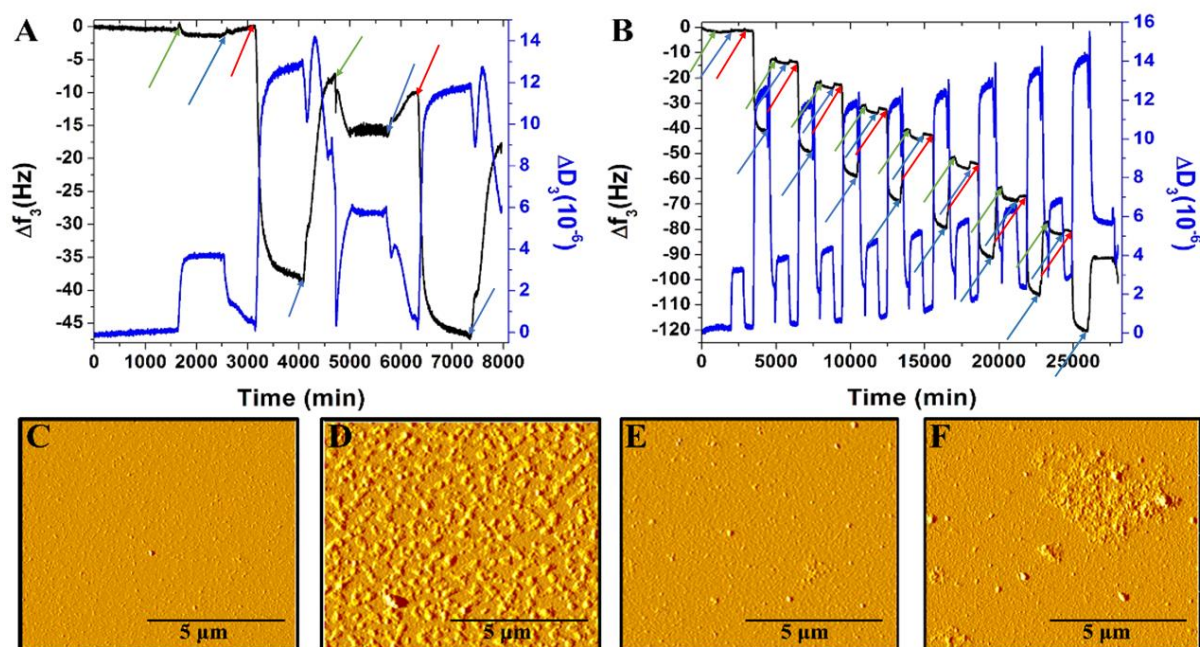 A
B
0
-5
-10
-15
-20
-25
-30
-35
-40
-45
Δf₃(Hz)
14
12
10
8
6
4
2
0
ΔD₃(10⁻⁶)
0 1000 2000 3000 4000 5000 6000 7000 8000
Time (min)
0
-10
-20
-30
-40
-50
-60
-70
-80
-90
-100
-110
-120
Δf₃(Hz)
16
14
12
10
8
6
4
2
0
ΔD₃(10⁻⁶)
0 5000 10000 15000 20000 25000
Time (min)
C
5 µm
D
5 µm
E
5 µm
F
5 µm